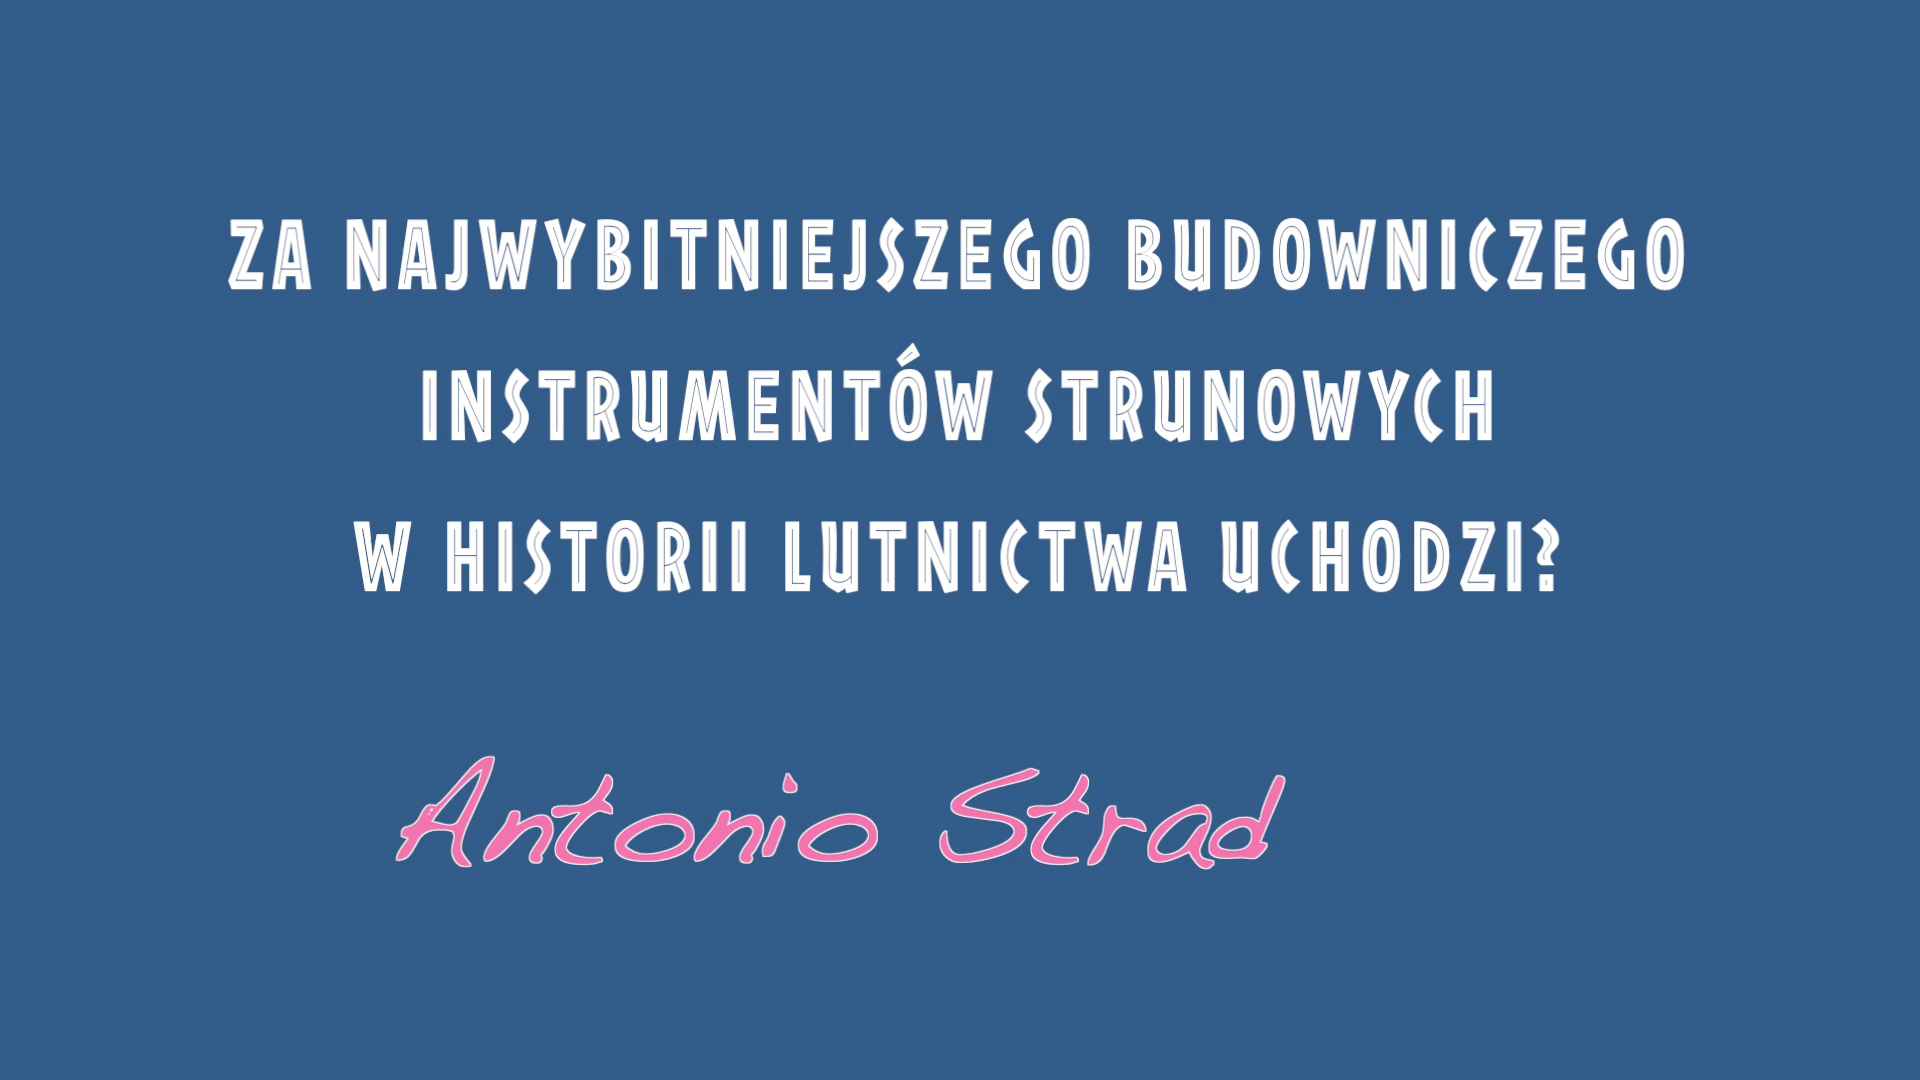 ZA NAJWYBITNIEJSZEGO BUDOWNICZEGO
INSTRUMENTÓW STRUNOWYCH
W HISTORII LUTNICTWA UCHODZI?
Antonio Strad